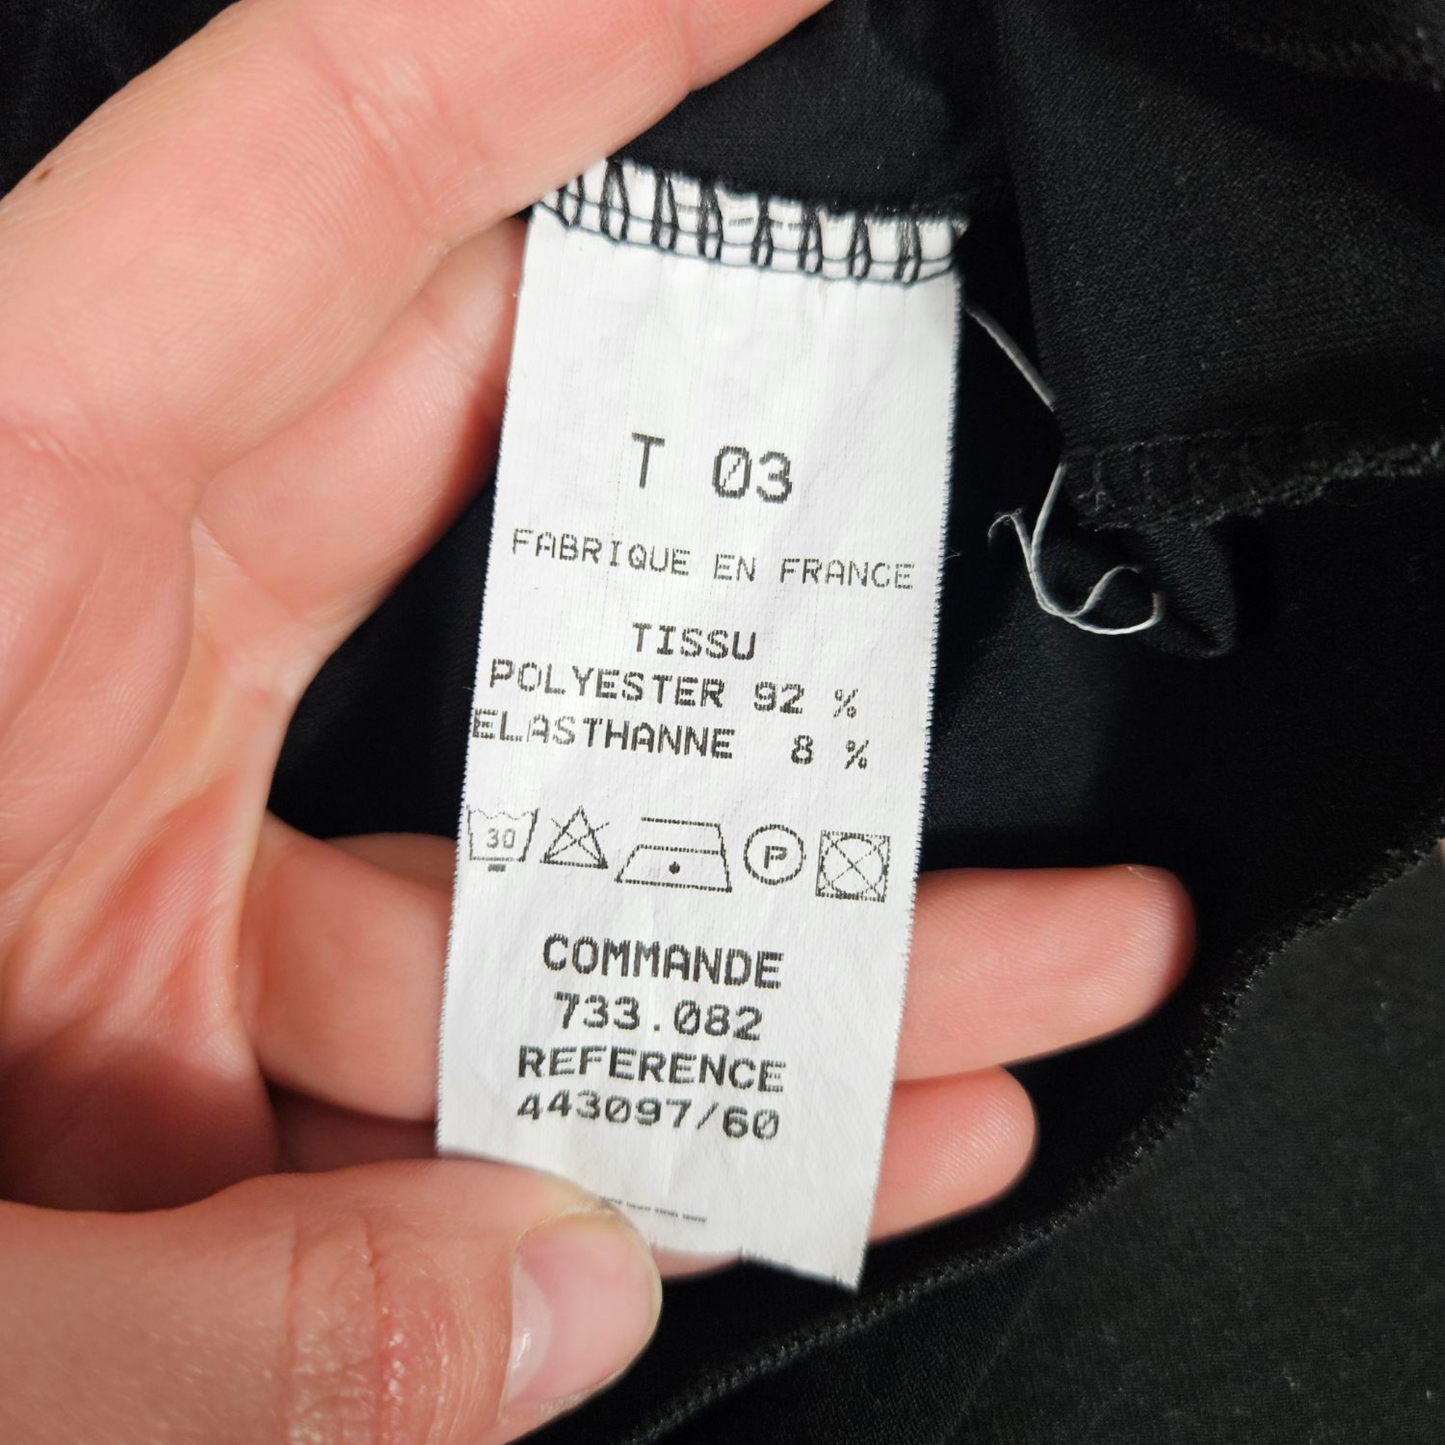 T 03
FABRIQUE EN FRANCE
TISSU
POLYESTER 92 %
ELASTHANNE 8 %
30 P
COMMANDE
733.082
REFERENCE
443097/60